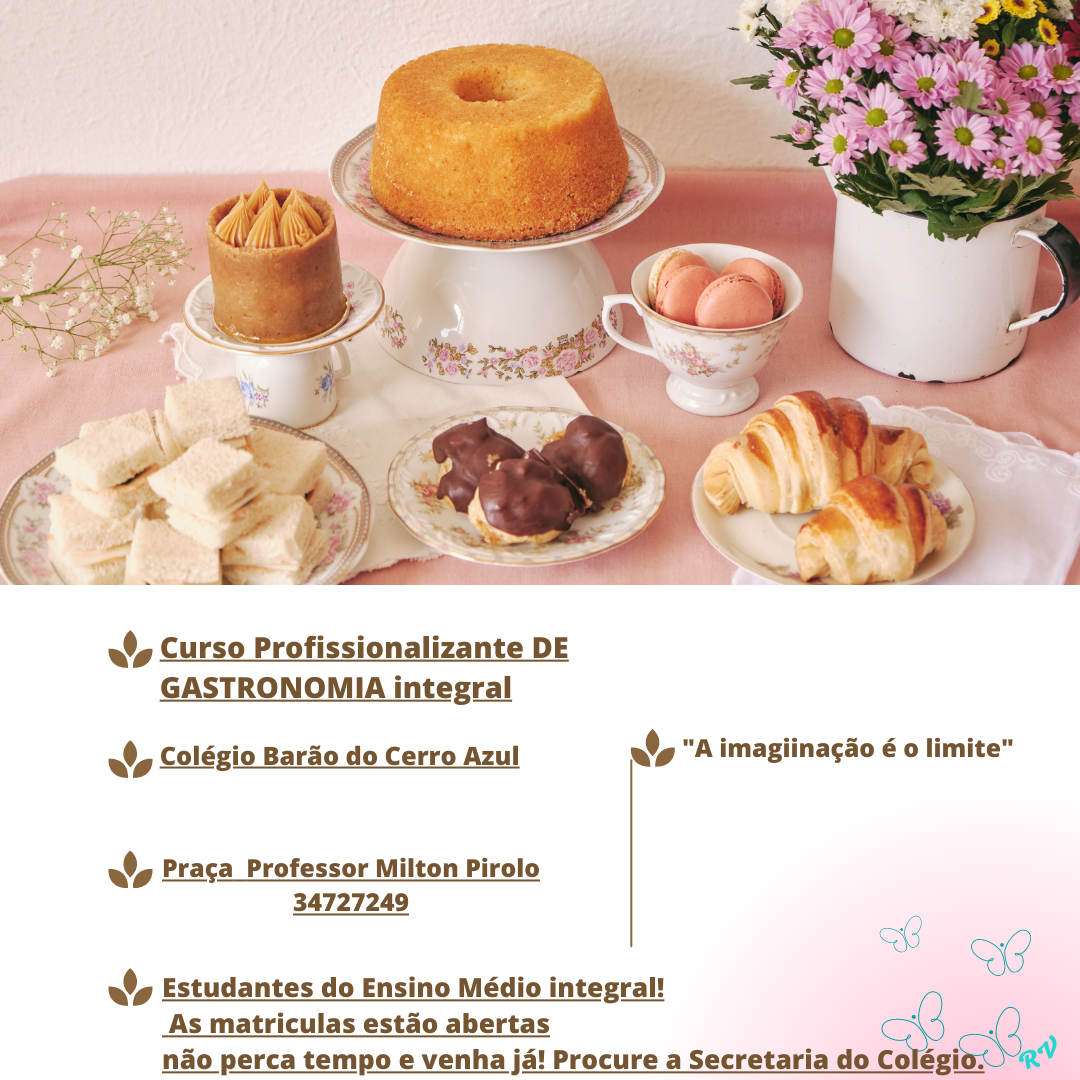 Curso Profissionalizante DE
GASTRONOMIA integral
Colégio Barão do Cerro Azul
"A imagiinação é o limite"
Praça  Professor Milton Pirolo
34727249
Estudantes do Ensino Médio integral!
As matriculas estão abertas
não perca tempo e venha já! Procure a Secretaria do Colégio.
RV